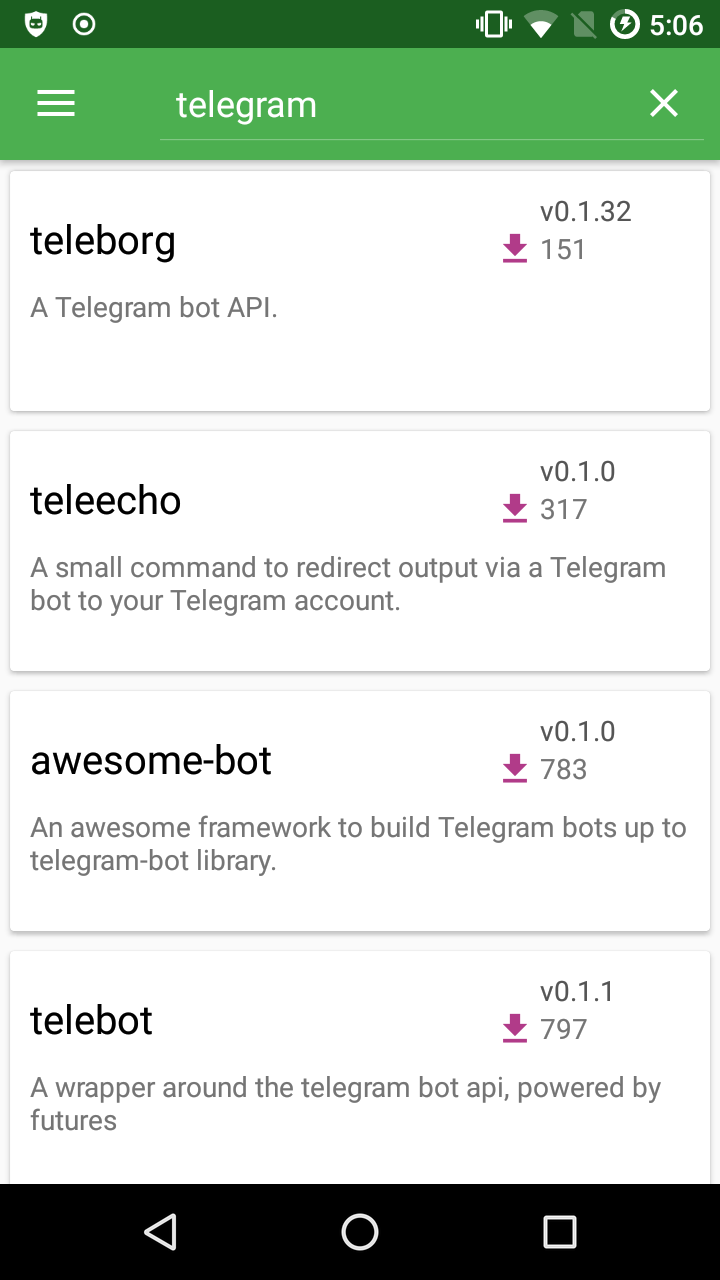 5:06
telegram
teleborg
v0.1.32
151
A Telegram bot API.
teleecho
v0.1.0
317
A small command to redirect output via a Telegram
bot to your Telegram account.
awesome-bot
v0.1.0
783
An awesome framework to build Telegram bots up to
telegram-bot library.
telebot
v0.1.1
797
A wrapper around the telegram bot api, powered by
futures